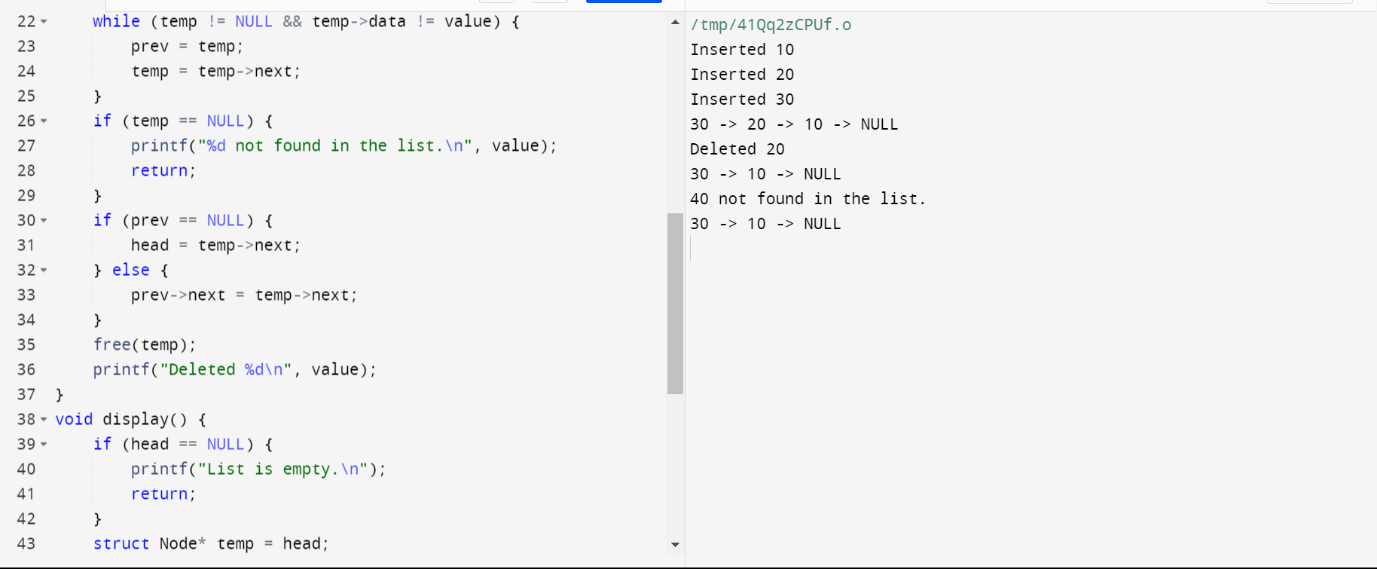 22 while (temp != NULL && temp->data != value) {
23 prev = temp;
24 temp = temp->next;
25 }
26 if (temp == NULL) {
27 printf("%d not found in the list.\n", value);
28 return;
29 }
30 if (prev == NULL) {
31 head = temp->next;
32 } else {
33 prev->next = temp->next;
34 }
35 free(temp);
36 printf("Deleted %d\n", value);
37 }
38 void display() {
39 if (head == NULL) {
40 printf("List is empty.\n");
41 return;
42 }
43 struct Node* temp = head;
/tmp/41Qq2zCPUf.o
Inserted 10
Inserted 20
Inserted 30
30 -> 20 -> 10 -> NULL
Deleted 20
30 -> 10 -> NULL
40 not found in the list.
30 -> 10 -> NULL